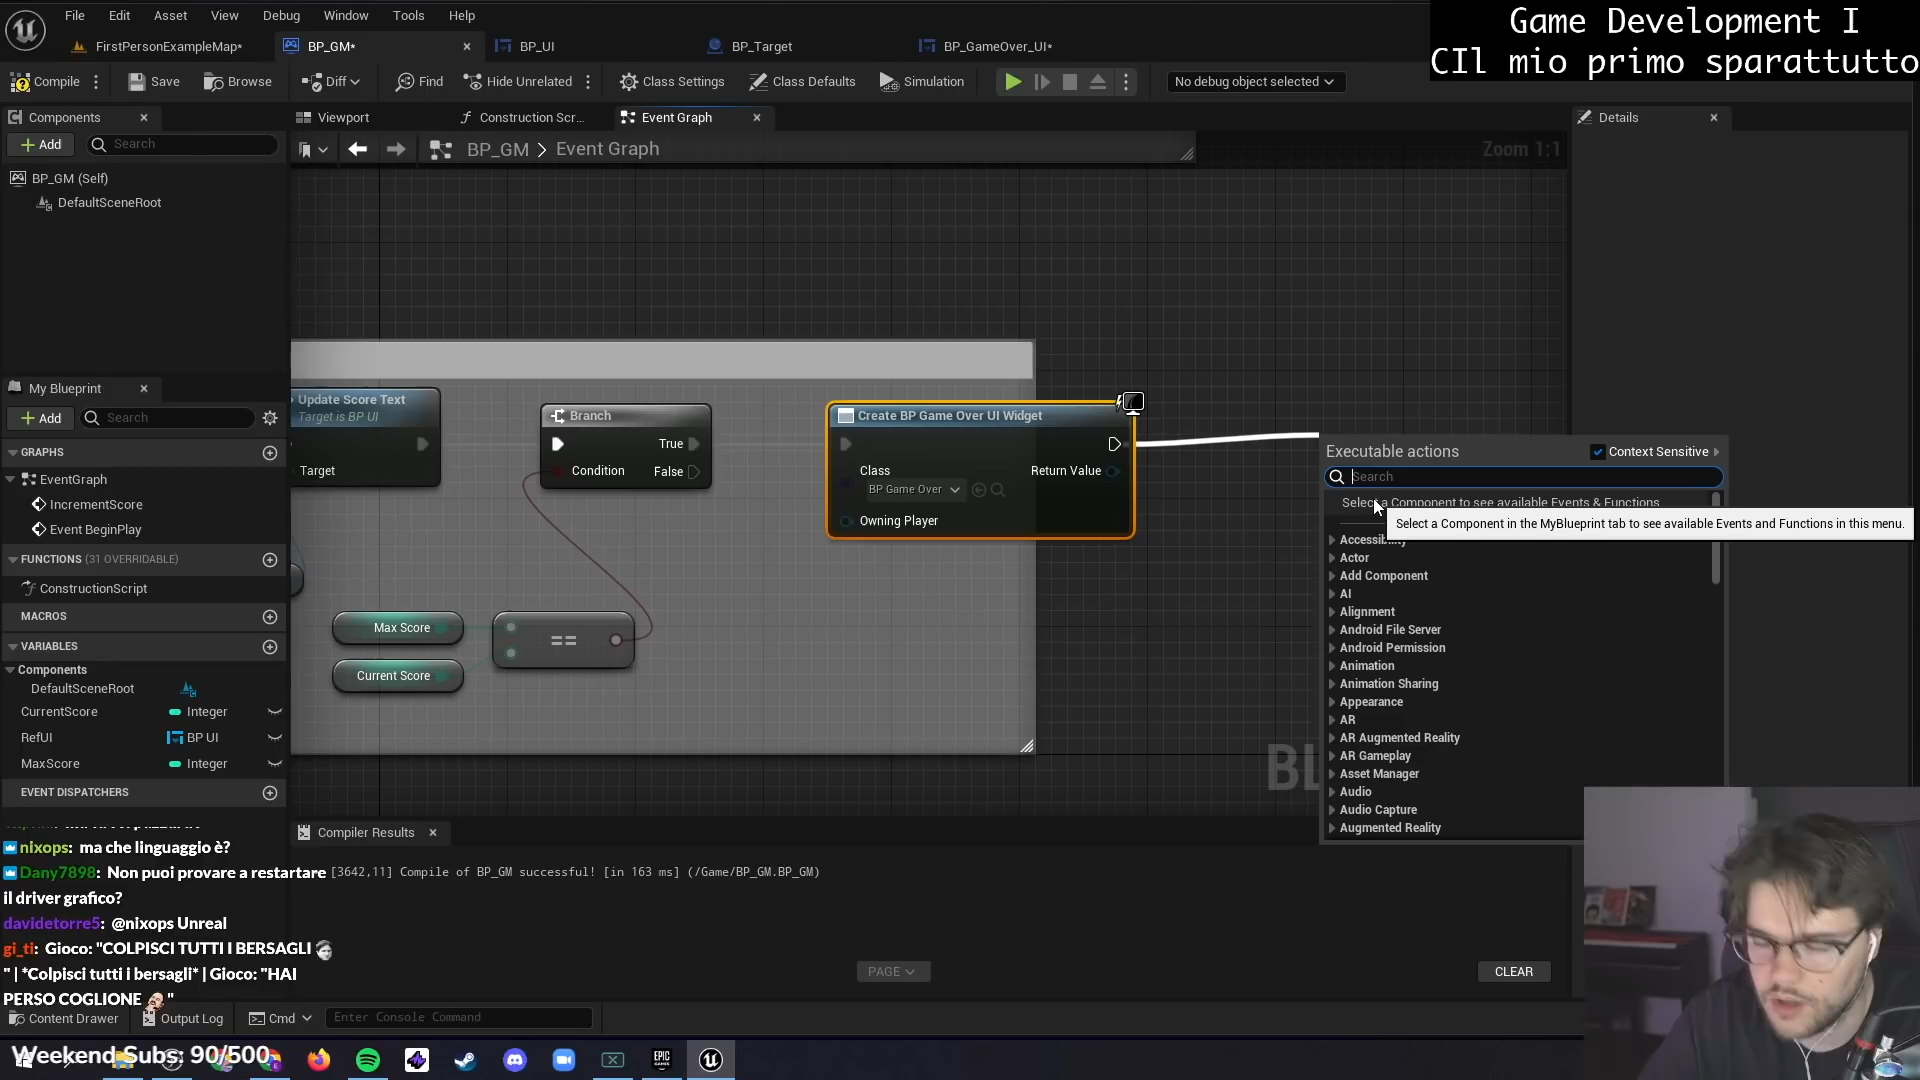 Game Development I
CIl mio primo sparattutto
File Edit Asset View Debug Window Tools Help
FirstPersonExampleMap* BP_GM* BP_UI BP_Target BP_GameOver_UI*
Compile Save Browse Diff Find Hide Unrelated Class Settings Class Defaults Simulation No debug object selected
Components Viewport Construction Scr... Event Graph Details
Add Search BP_GM > Event Graph Zoom 1:1
BP_GM (Self)
DefaultSceneRoot
My Blueprint
Add Search
GRAPHS
EventGraph
IncrementScore
Event BeginPlay
FUNCTIONS (31 OVERRIDABLE)
ConstructionScript
MACROS
VARIABLES
Components
DefaultSceneRoot
CurrentScore Integer
RefUI BP UI
MaxScore Integer
EVENT DISPATCHERS
Update Score Text
Target is BP UI
Target
Branch
True
Condition False
Create BP Game Over UI Widget
Class Return Value
BP Game Over
Owning Player
Max Score
==
Current Score
Executable actions Context Sensitive
Search
Select a Component to see available Events & Functions
Select a Component in the MyBlueprint tab to see available Events and Functions in this menu.
Actor
Add Component
AI
Alignment
Android File Server
Android Permission
Animation
Animation Sharing
Appearance
AR
AR Augmented Reality
AR Gameplay
Asset Manager
Audio
Audio Capture
Augmented Reality
BL
Compiler Results
[3642,11] Compile of BP_GM successful! [in 163 ms] (/Game/BP_GM.BP_GM)
PAGE CLEAR
nixops: ma che linguaggio è?
Dany7898: Non puoi provare a restartare
il driver grafico?
davidetorre5: @nixops Unreal
gi_ti: Gioco: "COLPISCI TUTTI I BERSAGLI
" | *Colpisci tutti i bersagli* | Gioco: "HAI
PERSO COGLIONE "
Content Drawer Output Log Cmd Enter Console Command
Weekend Subs: 90/500
EPIC GAMES